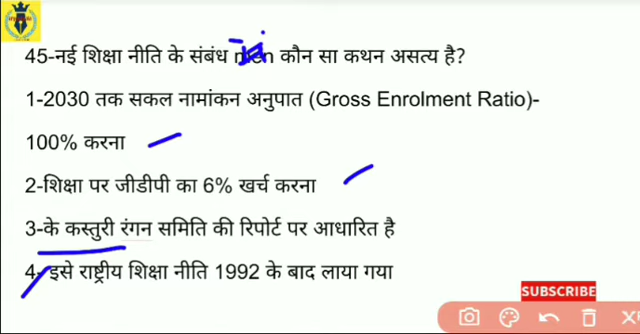 45-नई शिक्षा नीति के संबंध में कौन सा कथन असत्य है?
1-2030 तक सकल नामांकन अनुपात (Gross Enrolment Ratio)-
100% करना
2-शिक्षा पर जीडीपी का 6% खर्च करना
3-के कस्तुरी रंगन समिति की रिपोर्ट पर आधारित है
4- इसे राष्ट्रीय शिक्षा नीति 1992 के बाद लाया गया
SUBSCRIBE